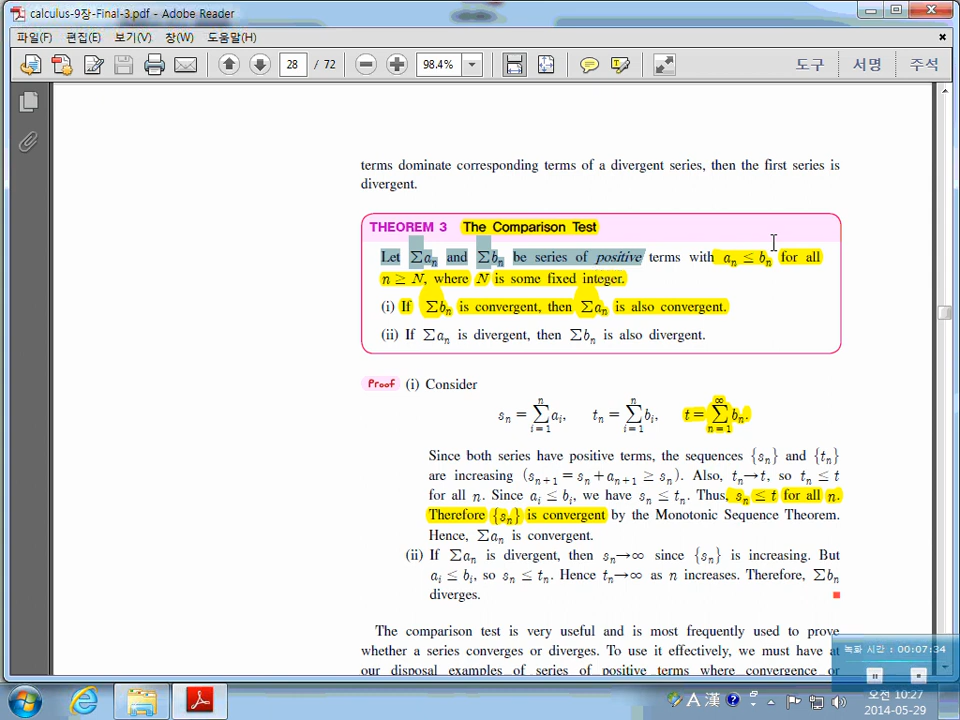 calculus-9장-Final-3.pdf - Adobe Reader
파일(F) 편집(E) 보기(V) 창(W) 도움말(H)
28 / 72 98.4% 도구 서명 주석
terms dominate corresponding terms of a divergent series, then the first series is
divergent.
THEOREM 3 The Comparison Test
Let Σaₙ and Σbₙ be series of positive terms with aₙ ≤ bₙ for all
n ≥ N, where N is some fixed integer.
(i) If Σbₙ is convergent, then Σaₙ is also convergent.
(ii) If Σaₙ is divergent, then Σbₙ is also divergent.
Proof (i) Consider
sₙ = Σ_{i=1}^{n} aᵢ, tₙ = Σ_{i=1}^{n} bᵢ, t = Σ_{n=1}^{∞} bₙ.
Since both series have positive terms, the sequences {sₙ} and {tₙ}
are increasing (sₙ₊₁ = sₙ + aₙ₊₁ ≥ sₙ). Also, tₙ→t, so tₙ ≤ t
for all n. Since aᵢ ≤ bᵢ, we have sₙ ≤ tₙ. Thus, sₙ ≤ t for all n.
Therefore {sₙ} is convergent by the Monotonic Sequence Theorem.
Hence, Σaₙ is convergent.
(ii) If Σaₙ is divergent, then sₙ→∞ since {sₙ} is increasing. But
aᵢ ≤ bᵢ, so sₙ ≤ tₙ. Hence tₙ→∞ as n increases. Therefore, Σbₙ
diverges.
The comparison test is very useful and is most frequently used to prove
whether a series converges or diverges. To use it effectively, we must have at
our disposal examples of series of positive terms where convergence or
녹화 시간 : 00:07:34
A 漢
오전 10:27
2014-05-29